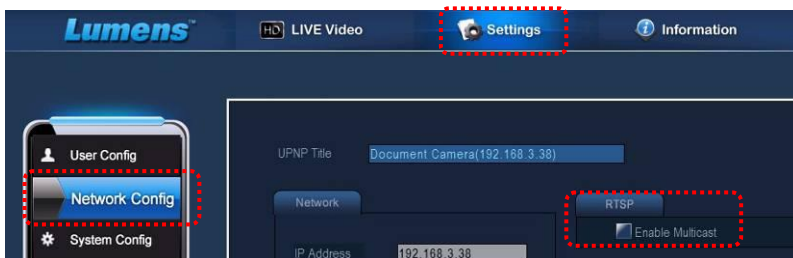 Lumens™ HD LIVE Video Settings Information
User Config
Network Config
System Config
UPNP Title Document Camera(192.168.3.38)
Network
IP Address 192.168.3.38
RTSP
Enable Multicast